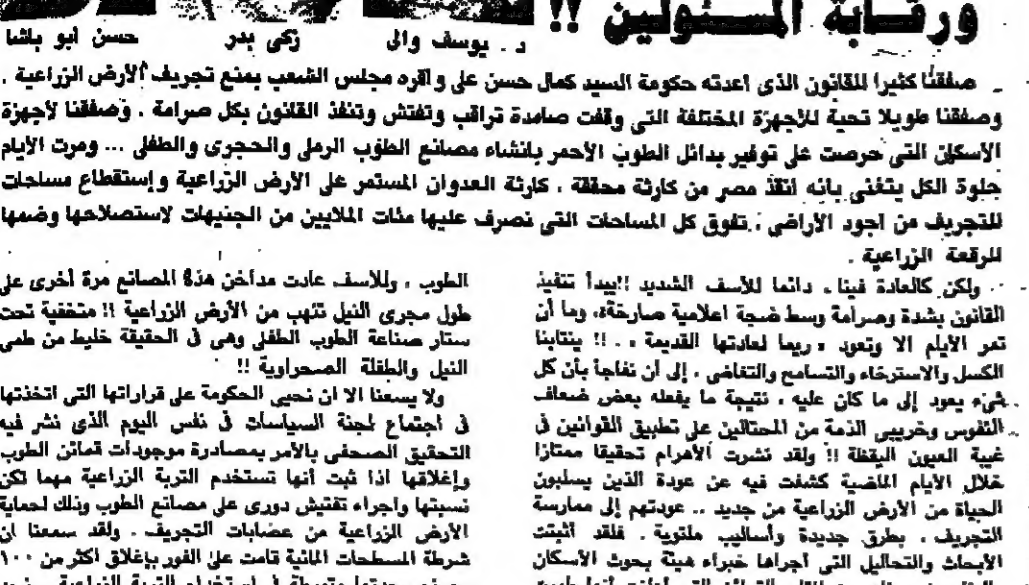 ورقابة المسئولين !!
د . يوسف والى
زكى بدر
حسن أبو باشا
ـ صفقنا كثيرا للقانون الذى أعدته حكومة السيد كمال حسن على وأقره مجلس الشعب بمنع تجريف الأرض الزراعية .
وصفقنا طويلا تحية للأجهزة المختلفة التى وقفت صامدة تراقب وتفتش وتنفذ القانون بكل صرامة . وصفقنا لأجهزة
الأسكان التى حرصت على توفير بدائل الطوب الأحمر بانشاء مصانع الطوب الرملى والحجرى والطفلى ... ومرت الأيام
حلوة الكل يتغنى بانه أنقذ مصر من كارثة محققة ، كارثة العدوان المستمر على الأرض الزراعية وإستقطاع مساحات
للتجريف من اجود الأراضى ، تفوق كل المساحات التى نصرف عليها مئات الملايين من الجنيهات لاستصلاحها وضمها
للرقعة الزراعية .
ولكن كالعادة فينا ـ دائما للأسف الشديد !! يبدأ تنفيذ
القانون بشدة وصرامة وسط ضجة اعلامية صارخة، وما أن
تمر الأيام الا وتعود « ريما لعادتها القديمة » .. !! ينتابنا
الكسل والاسترخاء والتسامح والتغاضى ، إلى أن نفاجأ بأن كل
شىء يعود إلى ما كان عليه ، نتيجة ما يفعله بعض ضعاف
النفوس وخربيى الذمة من المحتالين على تطبيق القوانين فى
غيبة العيون اليقظة !! ولقد نشرت الأهرام تحقيقا ممتازا
خلال الأيام الماضية كشفت فيه عن عودة الذين يسلبون
الحياة من الأرض الزراعية من جديد .. عودتهم إلى ممارسة
التجريف ، بطرق جديدة وأساليب ملتوية . فلقد أثبتت
الأبحاث والتحاليل التى أجراها خبراء هيئة بحوث الأسكان
الطوب ، وللأسف عادت مداخن هذة المصانع مرة أخرى على
طول مجرى النيل تنهب من الأرض الزراعية !! متخفية تحت
ستار صناعة الطوب الطفلى وهى فى الحقيقة خليط من طمى
النيل والطفلة الصحراوية !!
ولا يسعنا الا ان نحيى الحكومة على قراراتها التى اتخذتها
فى اجتماع لجنة السياسات فى نفس اليوم الذى نشر فيه
التحقيق الصحفى بالأمر بمصادرة موجودات قمائن الطوب
وإغلاقها اذا ثبت أنها تستخدم التربة الزراعية مهما لكن
نسبتها واجراء تفتيش دورى على مصانع الطوب وذلك لحماية
الأرض الزراعية من عصابات التجريف . ولقد سمعنا ان
شرطة المسطحات المائية قامت على الفور بإغلاق أكثر من ١٠٠